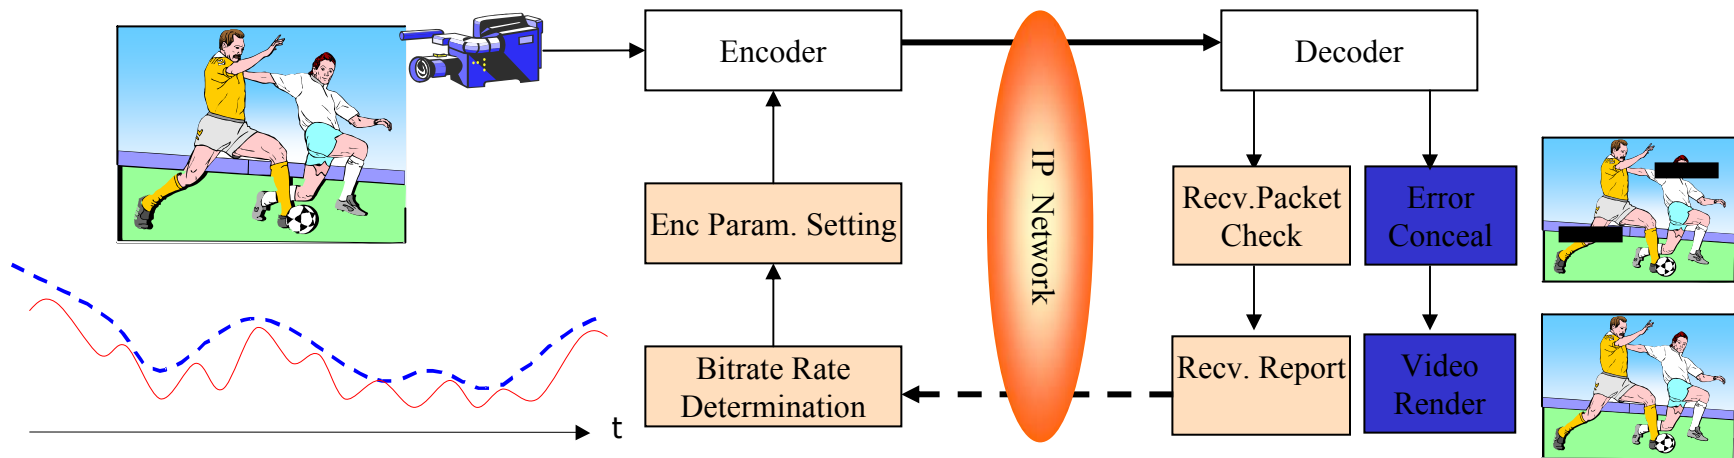 Encoder
Decoder
IP Network
Enc Param. Setting
Recv.Packet
Check
Error
Conceal
Bitrate Rate
Determination
Recv. Report
Video
Render
t